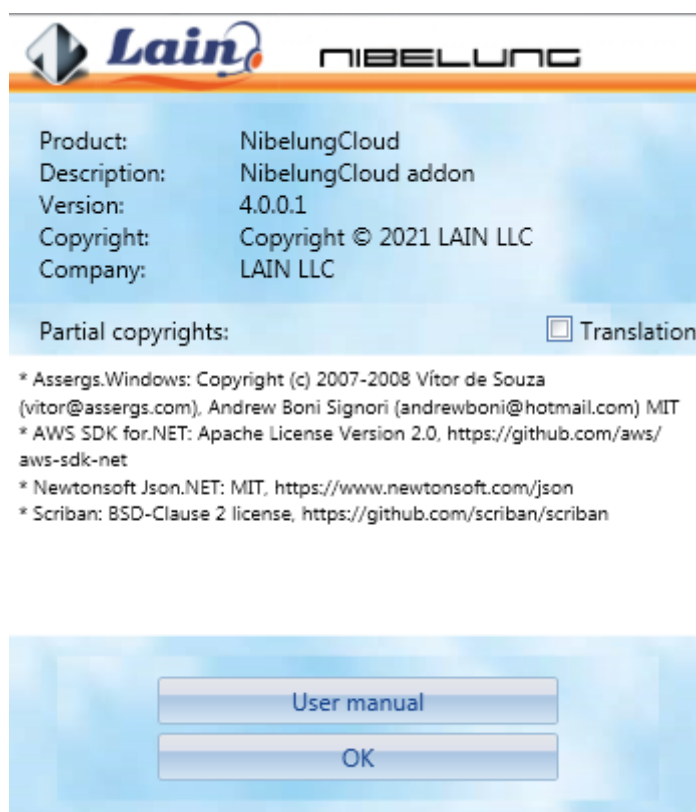 Lain NIBELUNG
Product: NibelungCloud
Description: NibelungCloud addon
Version: 4.0.0.1
Copyright: Copyright © 2021 LAIN LLC
Company: LAIN LLC
Partial copyrights: Translation
* Assergs.Windows: Copyright (c) 2007-2008 Vítor de Souza
(vitor@assergs.com), Andrew Boni Signori (andrewboni@hotmail.com) MIT
* AWS SDK for.NET: Apache License Version 2.0, https://github.com/aws/
aws-sdk-net
* Newtonsoft Json.NET: MIT, https://www.newtonsoft.com/json
* Scriban: BSD-Clause 2 license, https://github.com/scriban/scriban
User manual
OK